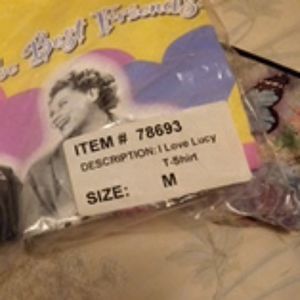 Best Friends
ITEM # 78693
DESCRIPTION: I Love Lucy
T-Shirt
SIZE: M